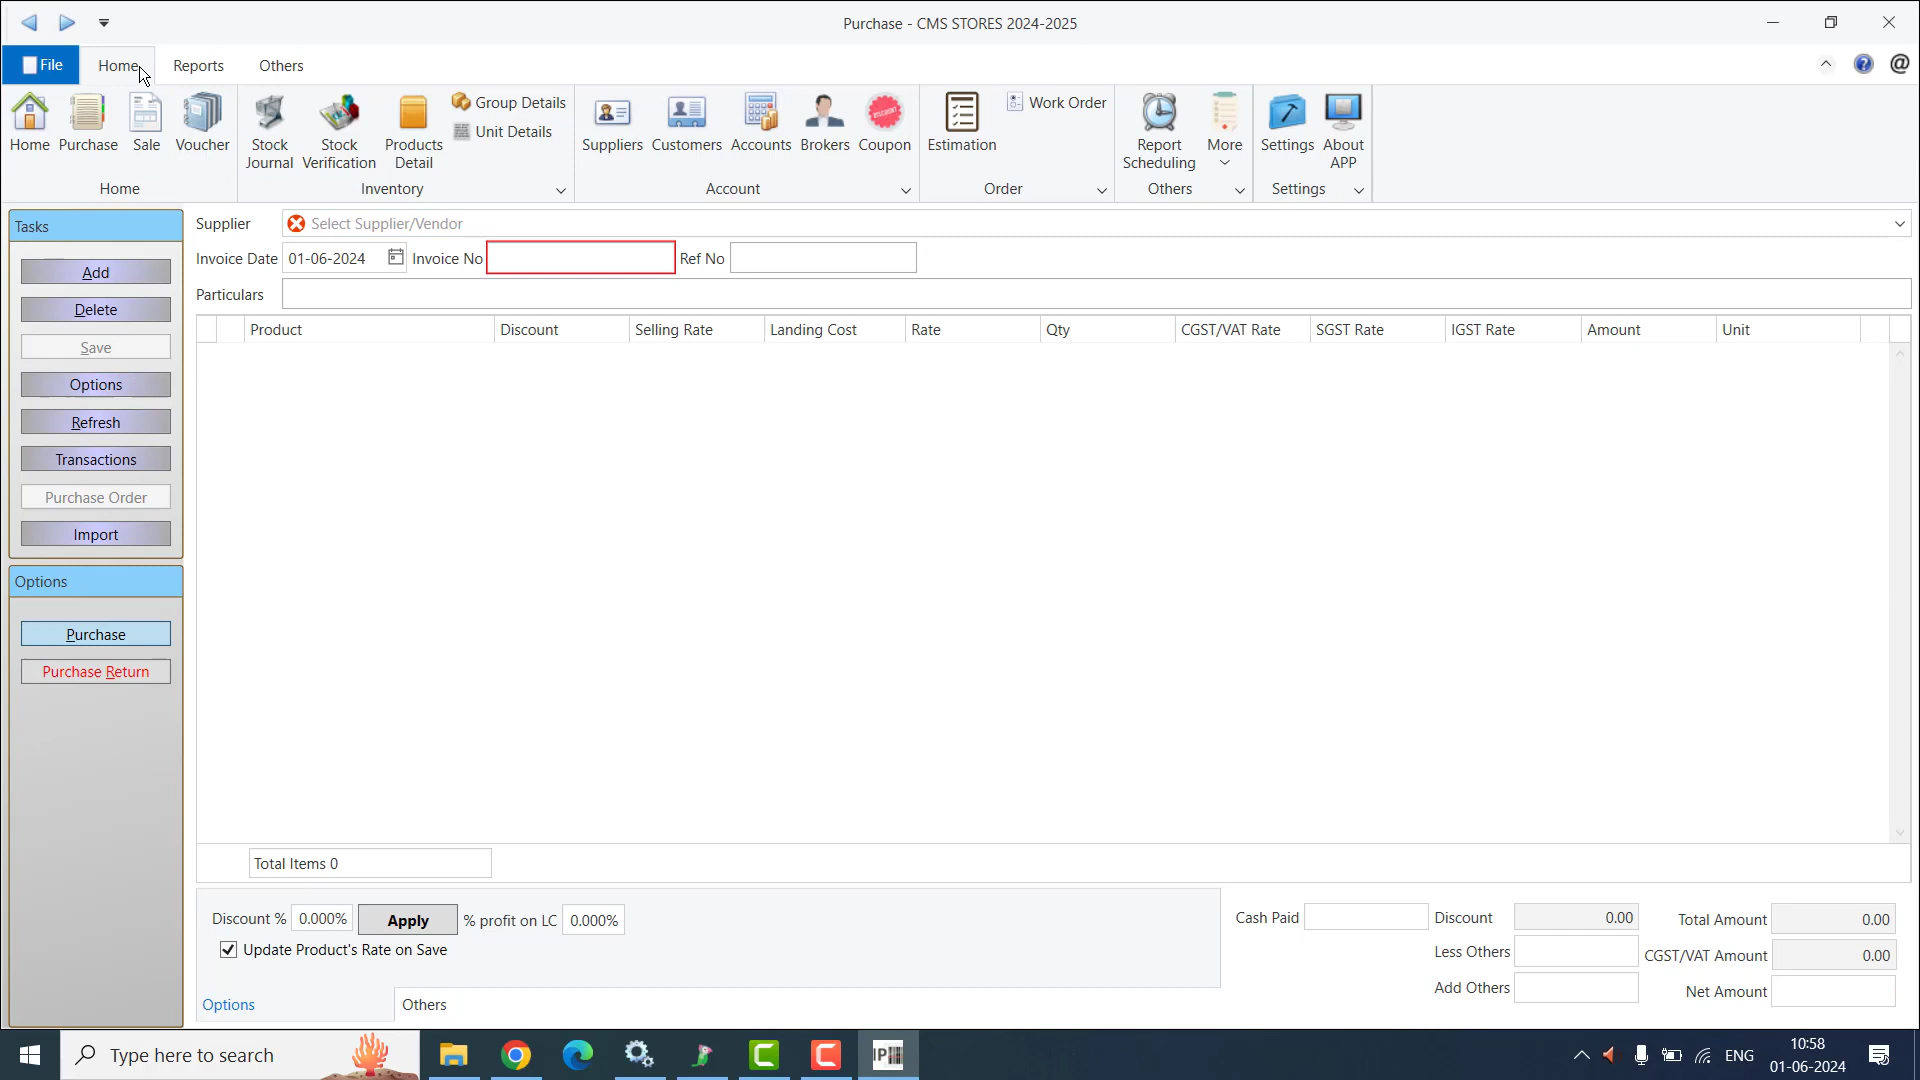 Purchase - CMS STORES 2024-2025
File Home Reports Others
Home Purchase Sale Voucher
Home
Stock Journal Stock Verification Products Detail Group Details
Unit Details
Inventory
Suppliers Customers Accounts Brokers Coupon
Account
Estimation Work Order
Order
Report Scheduling More
Others
Settings About APP
Settings
Tasks
Add
Delete
Save
Options
Refresh
Transactions
Purchase Order
Import
Options
Purchase
Purchase Return
Supplier Select Supplier/Vendor
Invoice Date 01-06-2024 Invoice No Ref No
Particulars
Product Discount Selling Rate Landing Cost Rate Qty CGST/VAT Rate SGST Rate IGST Rate Amount Unit
Total Items 0
Discount % 0.000% Apply % profit on LC 0.000%
Update Product's Rate on Save
Options Others
Cash Paid Discount 0.00 Total Amount 0.00
Less Others CGST/VAT Amount 0.00
Add Others Net Amount
Type here to search
IP
ENG
10:58
01-06-2024